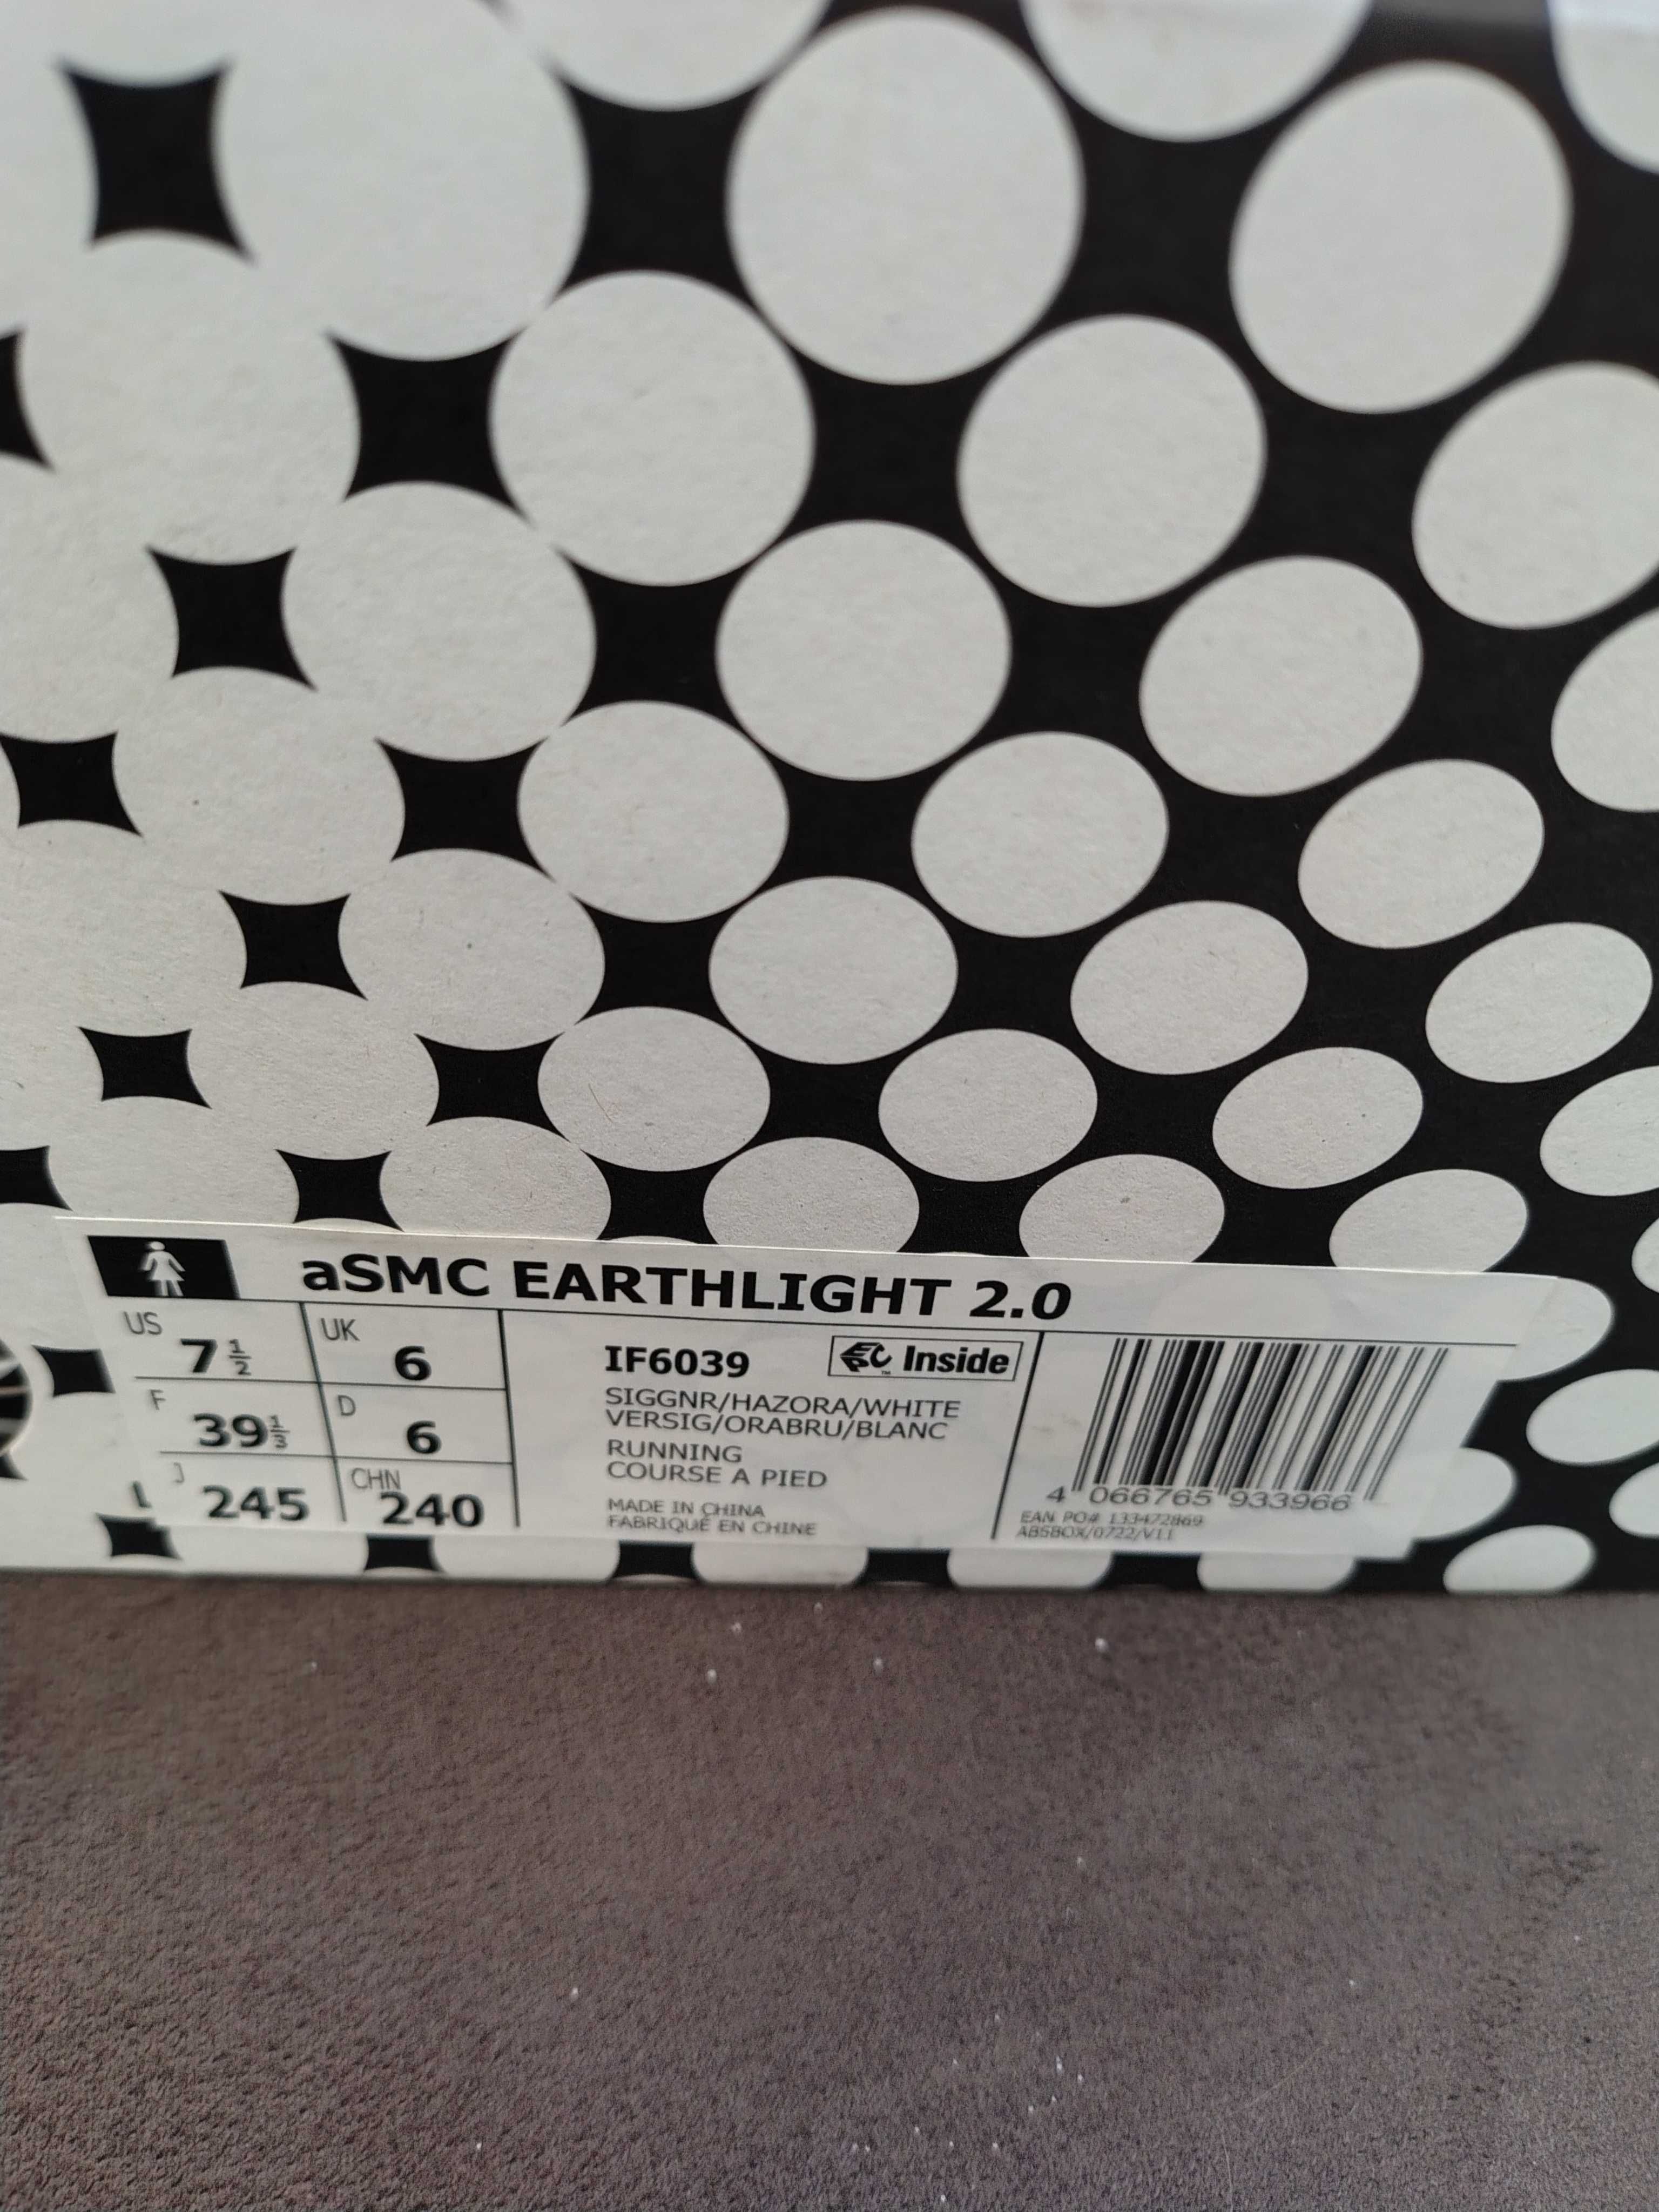 aSMC EARTHLIGHT 2.0
US 7 1/2 UK 6
F 39 1/3 D 6
J 245 CHN 240
IF6039 Inside
SIGGNR/HAZORA/WHITE
VERSIG/ORABRU/BLANC
RUNNING
COURSE A PIED
MADE IN CHINA
FABRIQUÉ EN CHINE
4 066765 933966
EAN PO# 133472869
ABSBOX/0722/V11